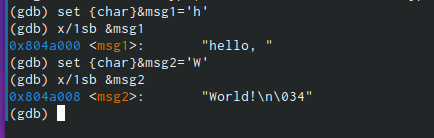 (gdb) set {char}&msg1='h'
(gdb) x/1sb &msg1
0x804a000 <msg1>:       "hello, "
(gdb) set {char}&msg2='W'
(gdb) x/1sb &msg2
0x804a008 <msg2>:       "World!\n\034"
(gdb)